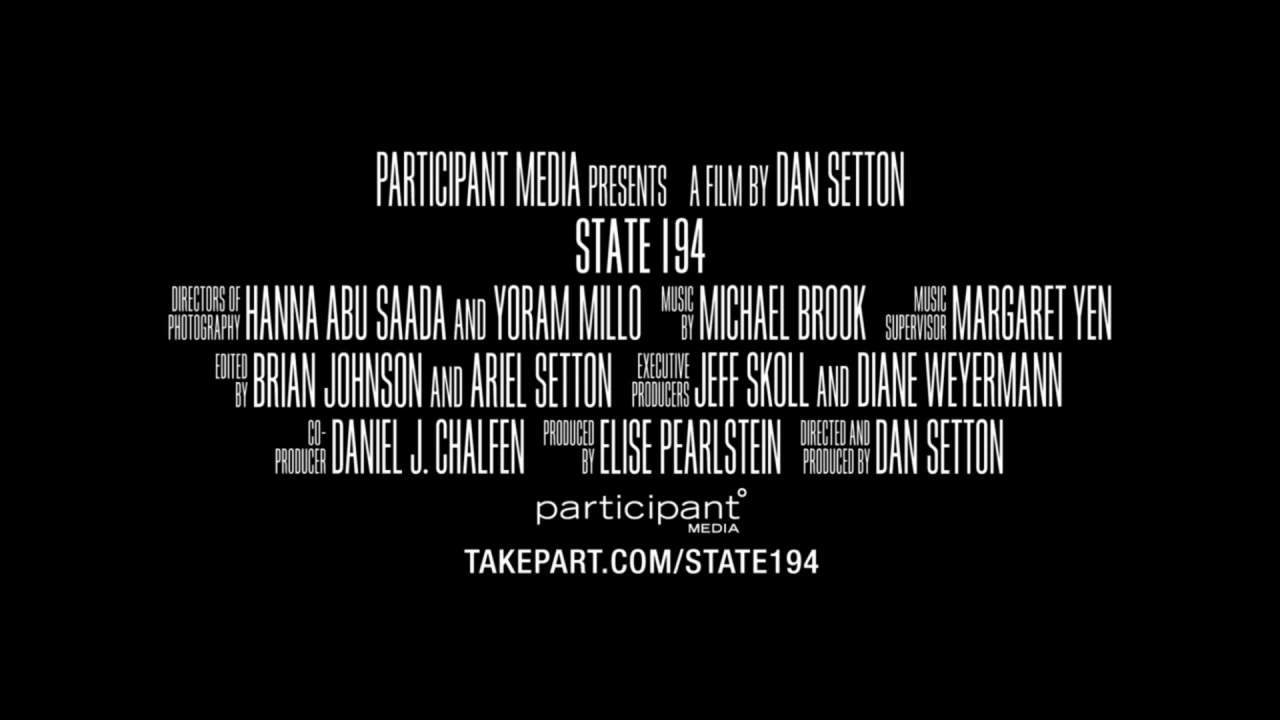 PARTICIPANT MEDIA PRESENTS A FILM BY DAN SETTON
STATE 194
DIRECTORS OF PHOTOGRAPHY HANNA ABU SAADA AND YORAM MILLO MUSIC BY MICHAEL BROOK MUSIC SUPERVISOR MARGARET YEN
EDITED BY BRIAN JOHNSON AND ARIEL SETTON EXECUTIVE PRODUCERS JEFF SKOLL AND DIANE WEYERMANN
CO-PRODUCER DANIEL J. CHALFEN PRODUCED BY ELISE PEARLSTEIN DIRECTED AND PRODUCED BY DAN SETTON
participant°
MEDIA
TAKEPART.COM/STATE194